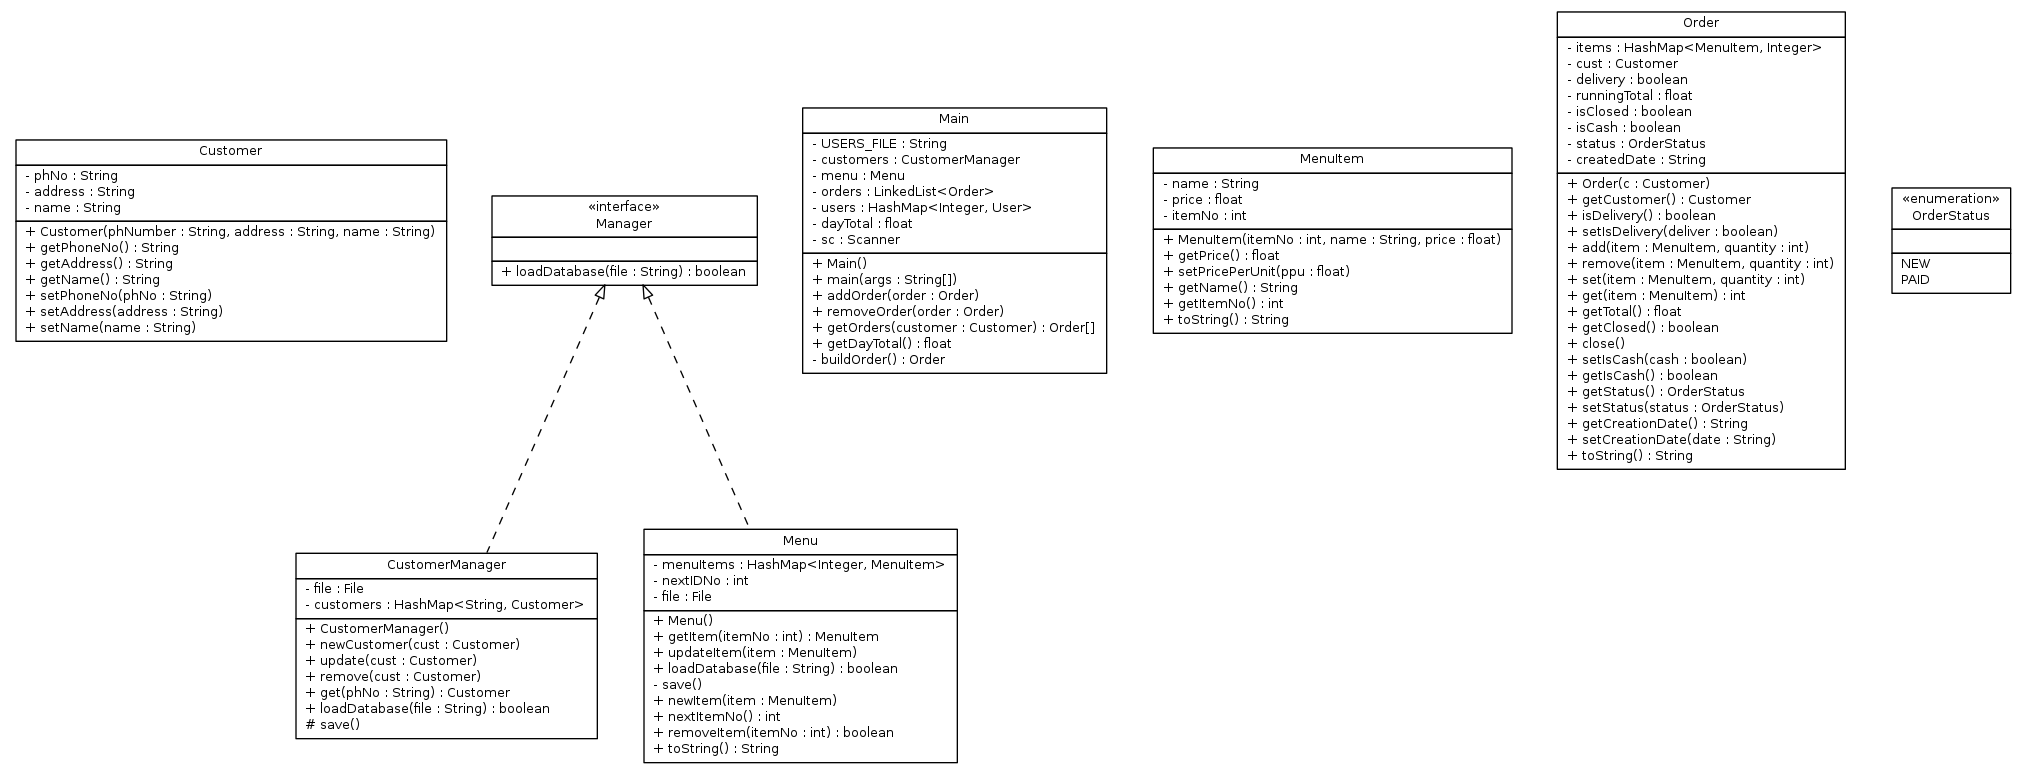 Customer
- phNo : String
- address : String
- name : String
+ Customer(phNumber : String, address : String, name : String)
+ getPhoneNo() : String
+ getAddress() : String
+ getName() : String
+ setPhoneNo(phNo : String)
+ setAddress(address : String)
+ setName(name : String)
«interface»
Manager
+ loadDatabase(file : String) : boolean
Main
- USERS_FILE : String
- customers : CustomerManager
- menu : Menu
- orders : LinkedList<Order>
- users : HashMap<Integer, User>
- dayTotal : float
- sc : Scanner
+ Main()
+ main(args : String[])
+ addOrder(order : Order)
+ removeOrder(order : Order)
+ getOrders(customer : Customer) : Order[]
+ getDayTotal() : float
- buildOrder() : Order
MenuItem
- name : String
- price : float
- itemNo : int
+ MenuItem(itemNo : int, name : String, price : float)
+ getPrice() : float
+ setPricePerUnit(ppu : float)
+ getName() : String
+ getItemNo() : int
+ toString() : String
Order
- items : HashMap<MenuItem, Integer>
- cust : Customer
- delivery : boolean
- runningTotal : float
- isClosed : boolean
- isCash : boolean
- status : OrderStatus
- createdDate : String
+ Order(c : Customer)
+ getCustomer() : Customer
+ isDelivery() : boolean
+ setIsDelivery(deliver : boolean)
+ add(item : MenuItem, quantity : int)
+ remove(item : MenuItem, quantity : int)
+ set(item : MenuItem, quantity : int)
+ get(item : MenuItem) : int
+ getTotal() : float
+ getClosed() : boolean
+ close()
+ setIsCash(cash : boolean)
+ getIsCash() : boolean
+ getStatus() : OrderStatus
+ setStatus(status : OrderStatus)
+ getCreationDate() : String
+ setCreationDate(date : String)
+ toString() : String
«enumeration»
OrderStatus
NEW
PAID
CustomerManager
- file : File
- customers : HashMap<String, Customer>
+ CustomerManager()
+ newCustomer(cust : Customer)
+ update(cust : Customer)
+ remove(cust : Customer)
+ get(phNo : String) : Customer
+ loadDatabase(file : String) : boolean
# save()
Menu
- menuItems : HashMap<Integer, MenuItem>
- nextIDNo : int
- file : File
+ Menu()
+ getItem(itemNo : int) : MenuItem
+ updateItem(item : MenuItem)
+ loadDatabase(file : String) : boolean
- save()
+ newItem(item : MenuItem)
+ nextItemNo() : int
+ removeItem(itemNo : int) : boolean
+ toString() : String